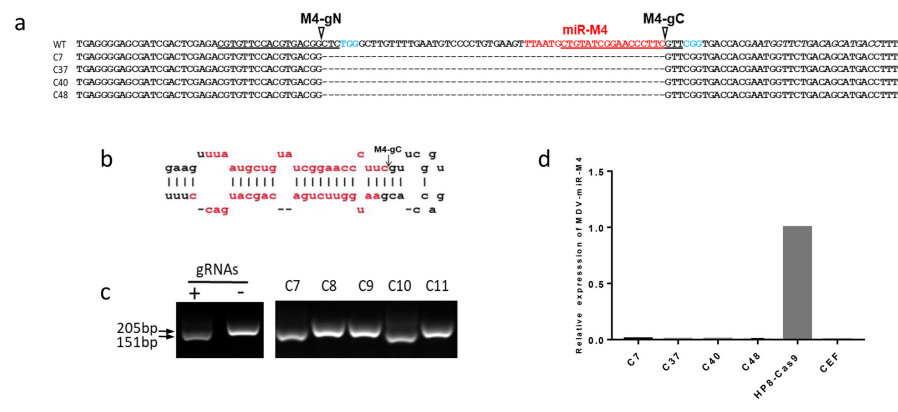 a
M4-gN
miR-M4
M4-gC
WT TGAGGGGAGCGATCGACTCGAGACGTGTTCCACGTGACGGCTCTGGGCTTGTTTTGAATGTCCCCTGTGAAGTTTAATGCTGTATCGGAACCCTTCGTTCGGTGACCACGAATGGTTCTGACAGCATGACCTTT
C7 TGAGGGGAGCGATCGACTCGAGACGTGTTCCACGTGACGG--------------------------------------------------------GTTCGGTGACCACGAATGGTTCTGACAGCATGACCTTT
C37 TGAGGGGAGCGATCGACTCGAGACGTGTTCCACGTGACGG--------------------------------------------------------GTTCGGTGACCACGAATGGTTCTGACAGCATGACCTTT
C40 TGAGGGGAGCGATCGACTCGAGACGTGTTCCACGTGACGG--------------------------------------------------------GTTCGGTGACCACGAATGGTTCTGACAGCATGACCTTT
C48 TGAGGGGAGCGATCGACTCGAGACGTGTTCCACGTGACGG--------------------------------------------------------GTTCGGTGACCACGAATGGTTCTGACAGCATGACCTTT
b
M4-gC
uuua ua c uc g
gaag augcug ucggaacc uucgu g u
uuuc uacgac agucuugg aagca c g
-cag -- u - c a
c
gRNAs
+ -
205bp
151bp
C7 C8 C9 C10 C11
d
Relative expresssion of MDV-miR-M4
1.5
1.0
0.5
0.0
C7 C37 C40 C48 HP8-Cas9 CEF